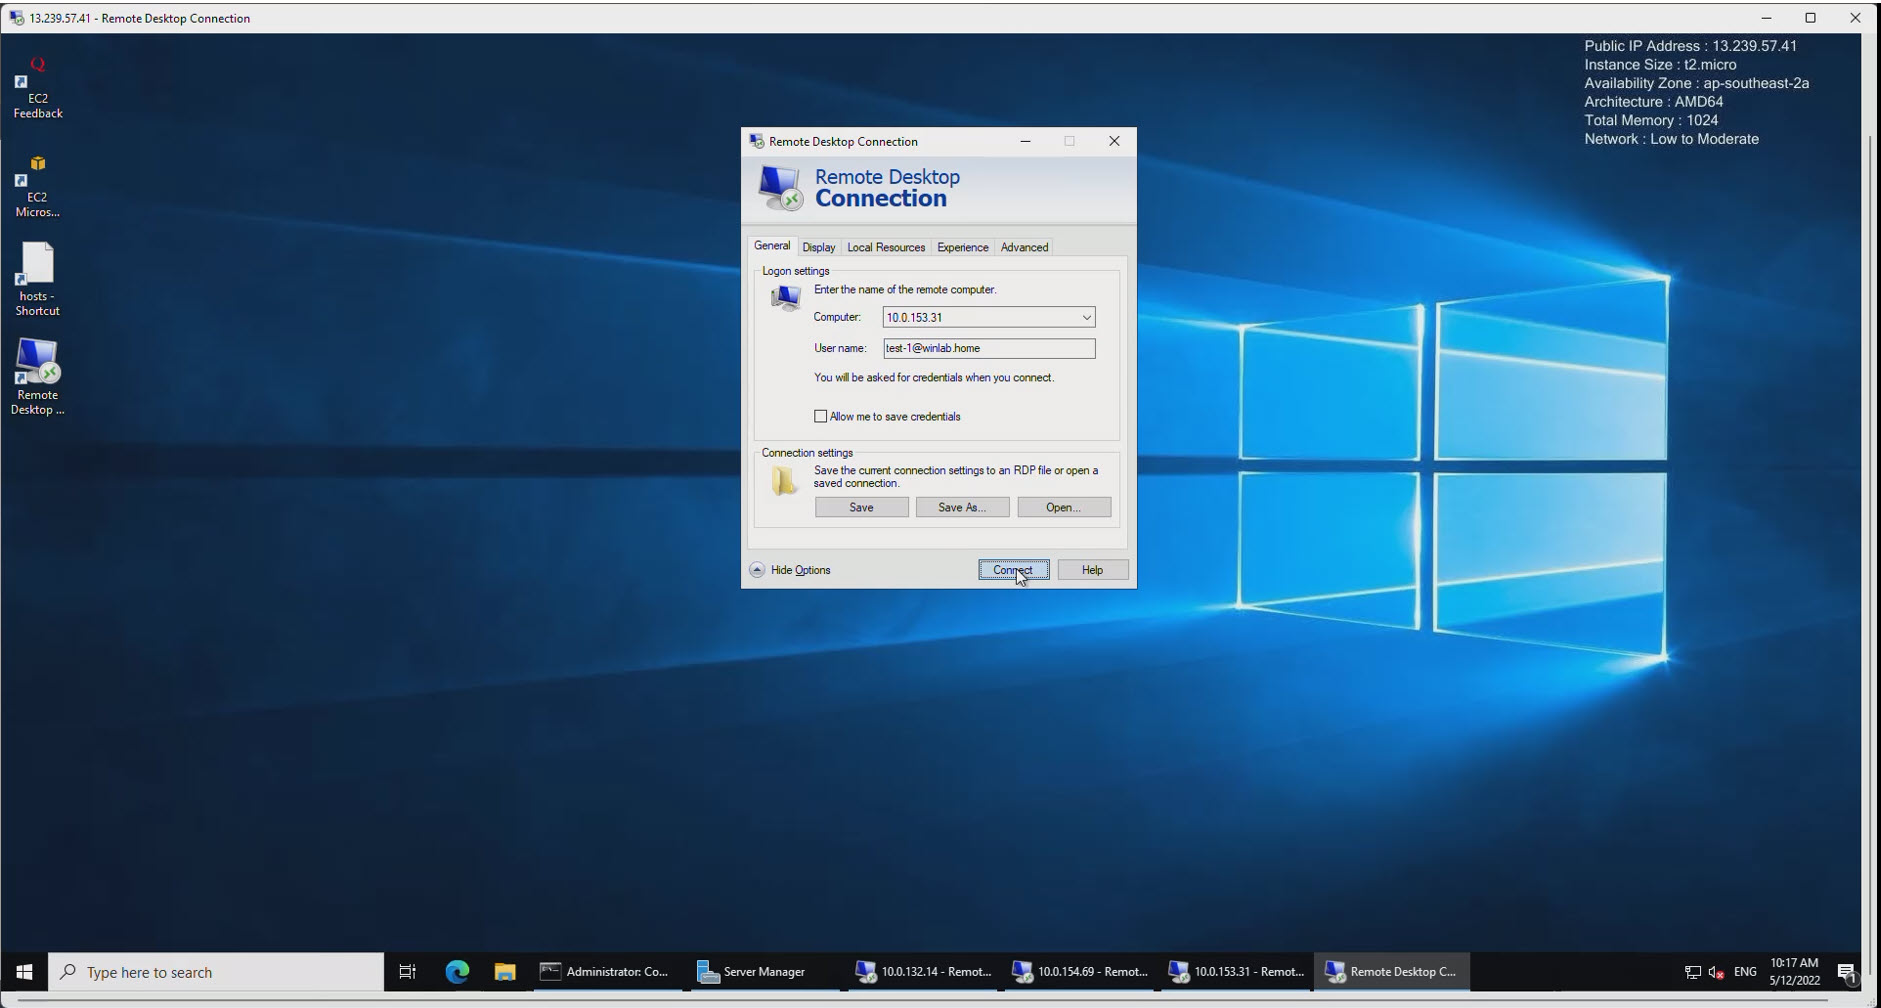 13.239.57.41 - Remote Desktop Connection
Public IP Address : 13.239.57.41
Instance Size : t2.micro
Availability Zone : ap-southeast-2a
Architecture : AMD64
Total Memory : 1024
Network : Low to Moderate
EC2
Feedback
EC2
Micros...
hosts -
Shortcut
Remote
Desktop ...
Remote Desktop Connection
Remote Desktop
Connection
General
Display
Local Resources
Experience
Advanced
Logon settings
Enter the name of the remote computer.
Computer:
10.0.153.31
User name:
test-1@winlab.home
You will be asked for credentials when you connect.
Allow me to save credentials
Connection settings
Save the current connection settings to an RDP file or open a
saved connection.
Save
Save As...
Open...
Hide Options
Connect
Help
Type here to search
Administrator: Co...
Server Manager
10.0.132.14 - Remot...
10.0.154.69 - Remot...
10.0.153.31 - Remot...
Remote Desktop C...
ENG
10:17 AM
5/12/2022
1